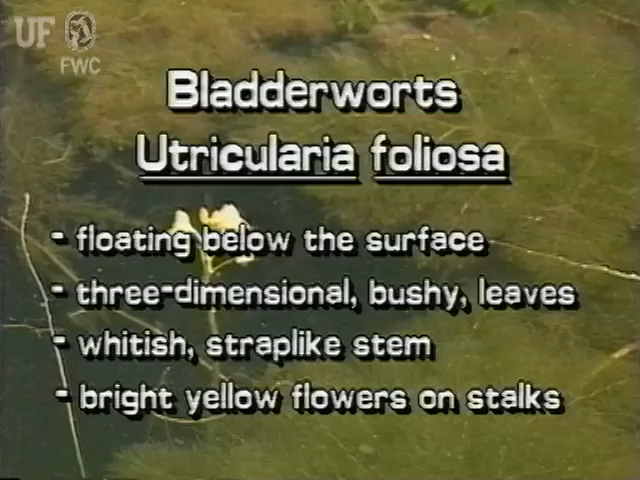 UF
FWC
Bladderworts
Utricularia foliosa
- floating below the surface
- three-dimensional, bushy, leaves
- whitish, straplike stem
- bright yellow flowers on stalks